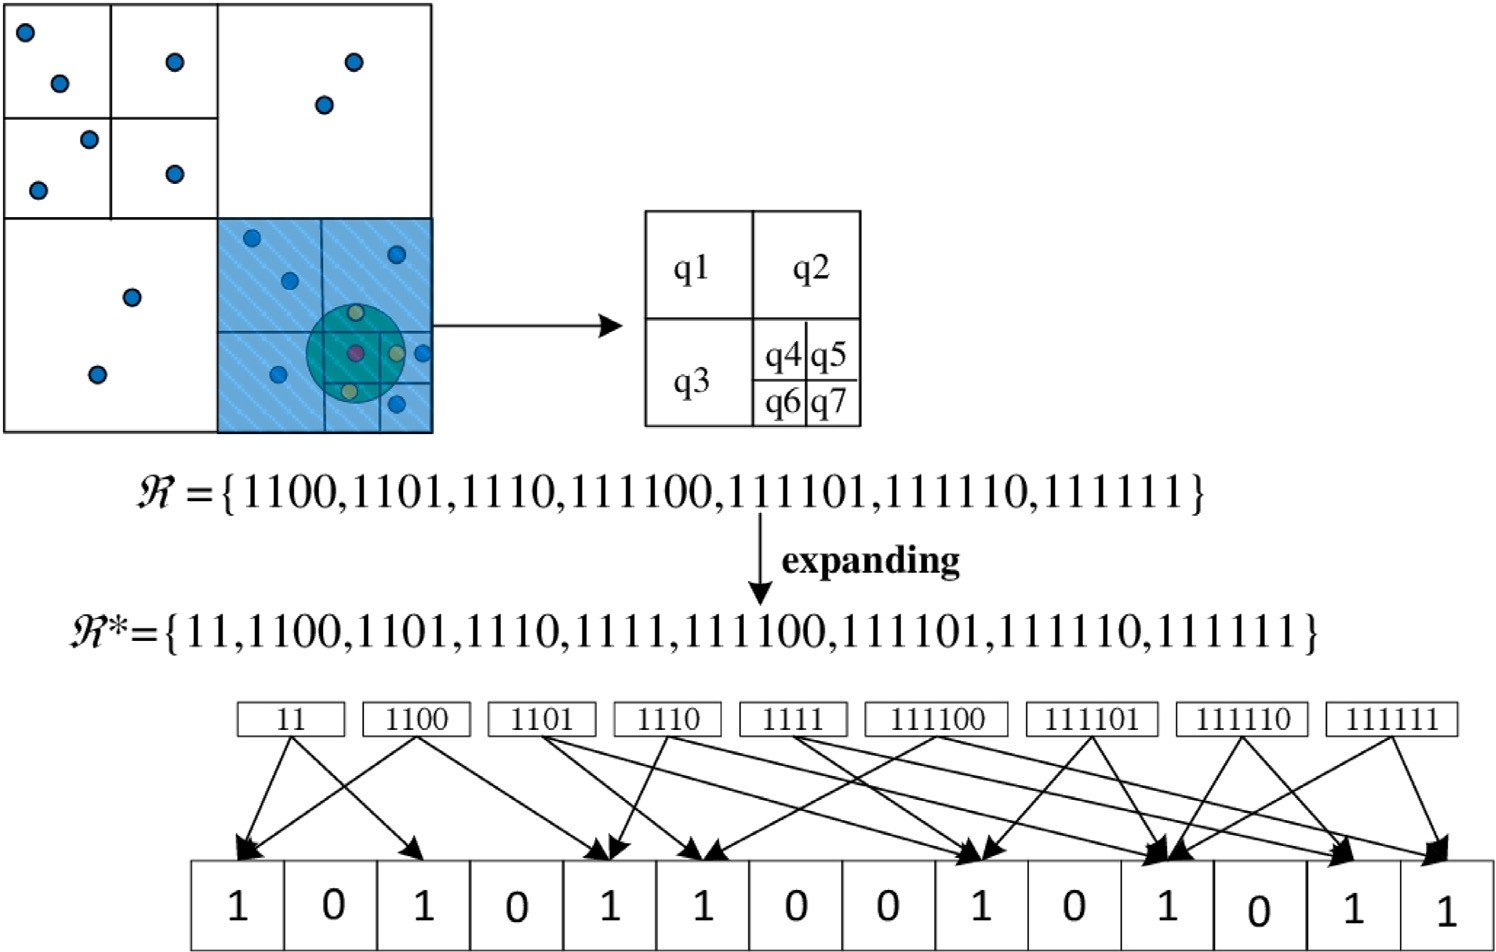 q1 q2
q3 q4 q5
q6 q7
ℜ = {1100,1101,1110,111100,111101,111110,111111}
expanding
ℜ*={11,1100,1101,1110,1111,111100,111101,111110,111111}
11 1100 1101 1110 1111 111100 111101 111110 111111
1 0 1 0 1 1 0 0 1 0 1 0 1 1